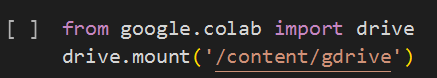 [ ] from google.colab import drive
drive.mount('/content/gdrive')